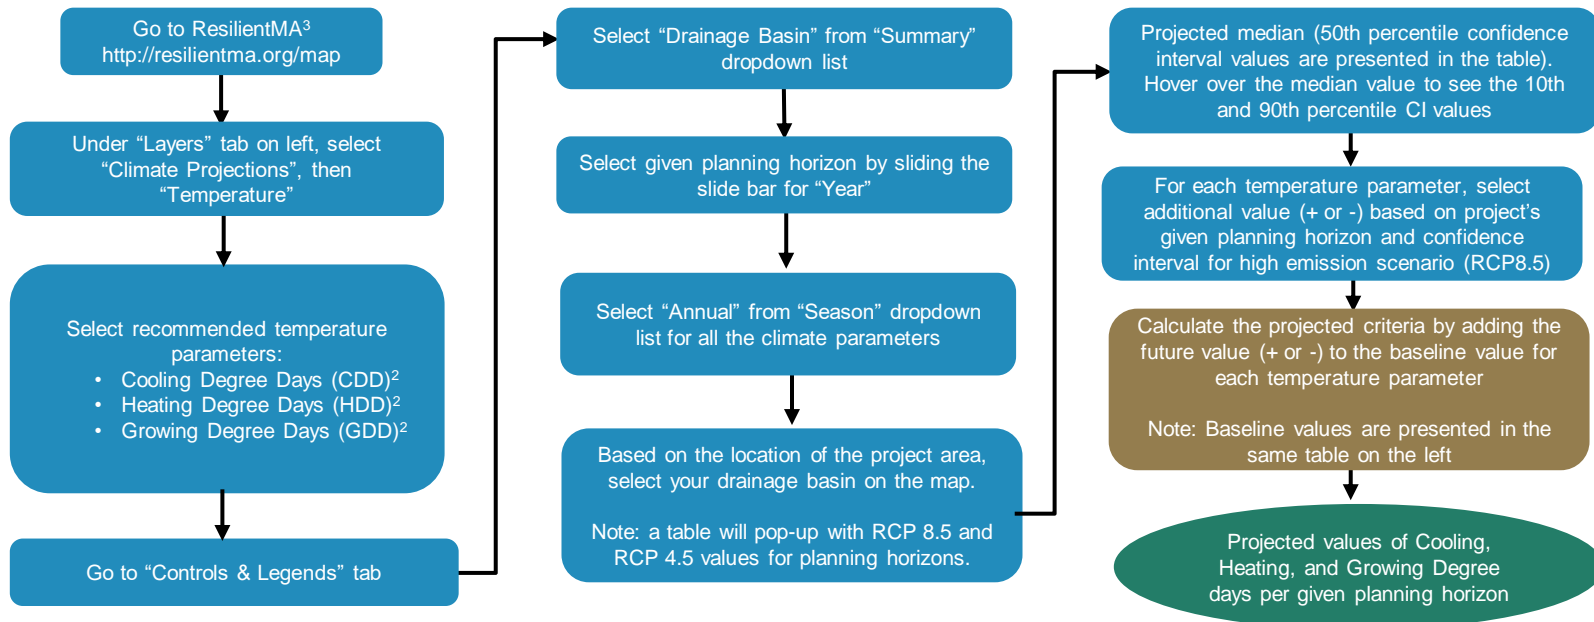 Go to ResilientMA³
http://resilientma.org/map
Under “Layers” tab on left, select
“Climate Projections”, then
“Temperature”
Select recommended temperature
parameters:
• Cooling Degree Days (CDD)²
• Heating Degree Days (HDD)²
• Growing Degree Days (GDD)²
Go to “Controls & Legends” tab
Select “Drainage Basin” from “Summary”
dropdown list
Select given planning horizon by sliding the
slide bar for “Year”
Select “Annual” from “Season” dropdown
list for all the climate parameters
Based on the location of the project area,
select your drainage basin on the map.
Note: a table will pop-up with RCP 8.5 and
RCP 4.5 values for planning horizons.
Projected median (50th percentile confidence
interval values are presented in the table).
Hover over the median value to see the 10th
and 90th percentile CI values
For each temperature parameter, select
additional value (+ or -) based on project’s
given planning horizon and confidence
interval for high emission scenario (RCP8.5)
Calculate the projected criteria by adding the
future value (+ or -) to the baseline value for
each temperature parameter
Note: Baseline values are presented in the
same table on the left
Projected values of Cooling,
Heating, and Growing Degree
days per given planning horizon